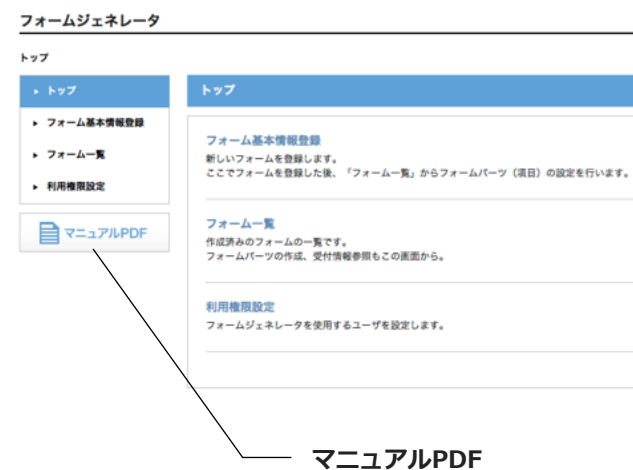 フォームジェネレータ
トップ
トップ
フォーム基本情報登録
フォーム一覧
利用権限設定
マニュアルPDF
トップ
フォーム基本情報登録
新しいフォームを登録します。
ここでフォームを登録した後、「フォーム一覧」からフォームパーツ（項目）の設定を行います。
フォーム一覧
作成済みのフォームの一覧です。
フォームパーツの作成、受付情報参照もこの画面から。
利用権限設定
フォームジェネレータを使用するユーザを設定します。
マニュアルPDF